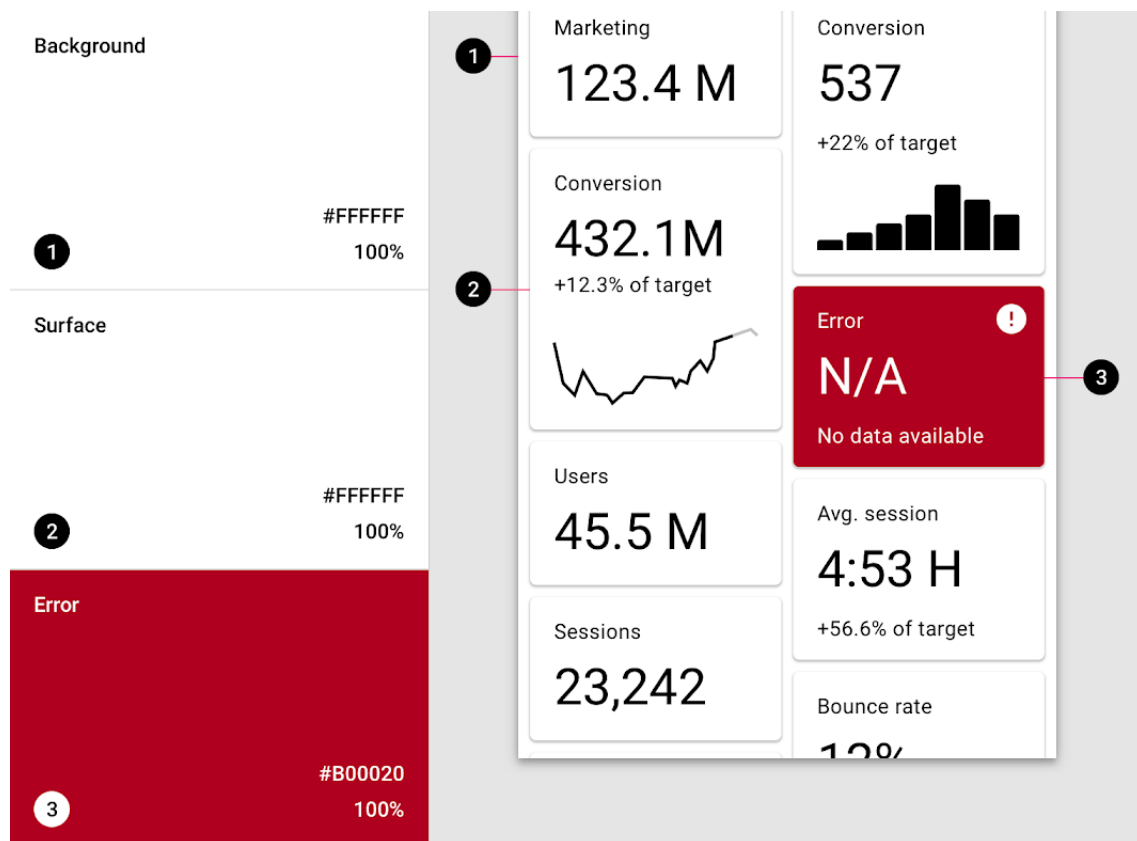 Background
#FFFFFF
1
100%
Surface
#FFFFFF
2
100%
Error
#B00020
3
100%
1
Marketing
123.4 M
Conversion
432.1M
2
+12.3% of target
Users
45.5 M
Sessions
23,242
Conversion
537
+22% of target
Error
!
N/A
3
No data available
Avg. session
4:53 H
+56.6% of target
Bounce rate
12%